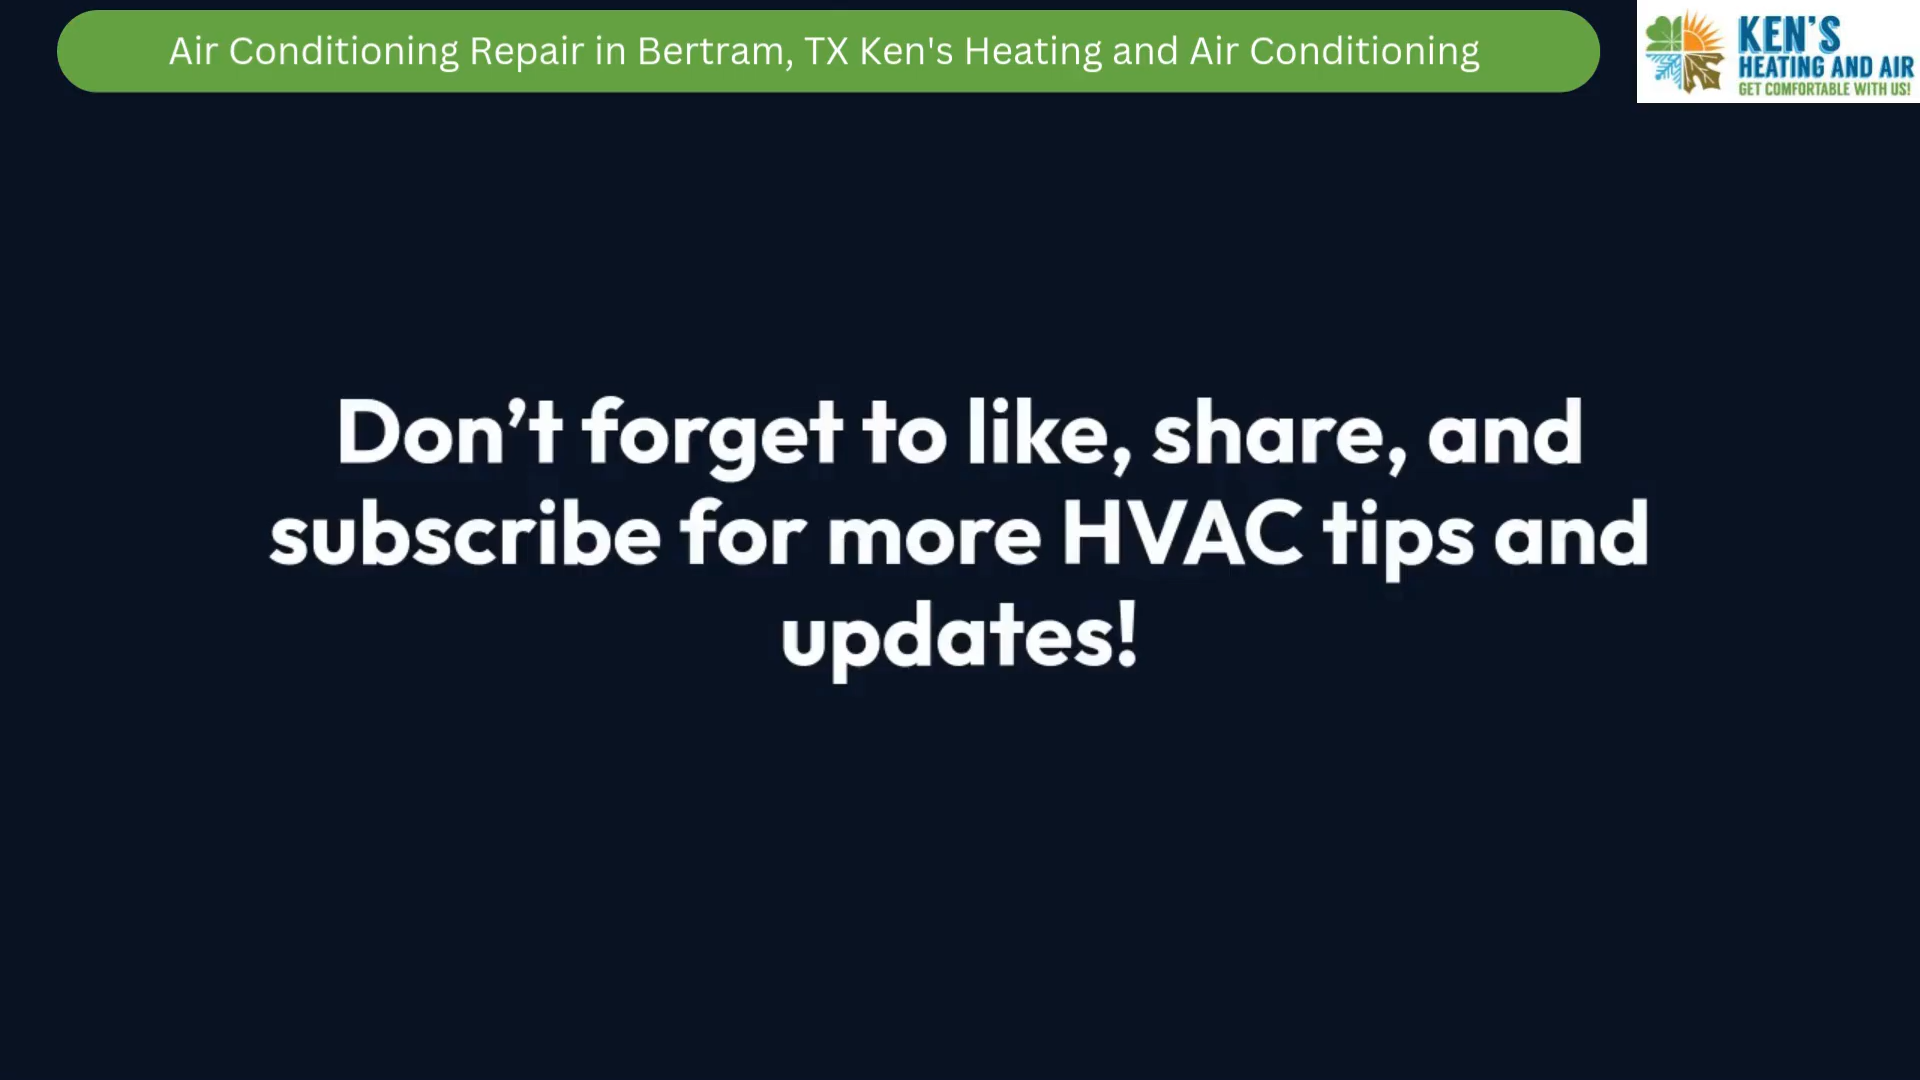 Air Conditioning Repair in Bertram, TX Ken's Heating and Air Conditioning
KEN'S
HEATING AND AIR
GET COMFORTABLE WITH US!
Don’t forget to like, share, and
subscribe for more HVAC tips and
updates!